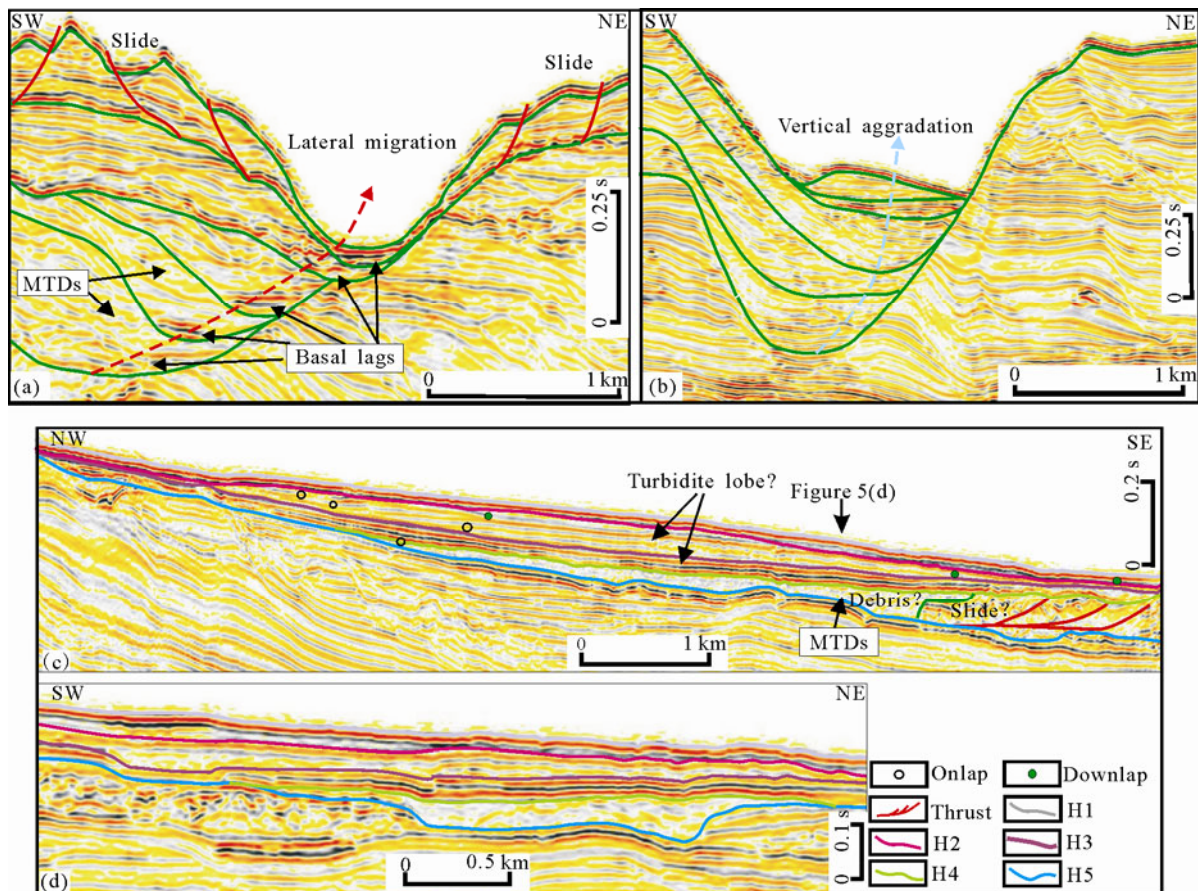 SW
NE
Slide
Slide
Lateral migration
0.25 s
0
MTDs
Basal lags
0
1 km
(a)
SW
NE
Vertical aggradation
0.25 s
0
0
1 km
(b)
NW
SE
Turbidite lobe?
Figure 5(d)
0.2 s
0
Debris?
Slide?
MTDs
0
1 km
(c)
SW
NE
0.1 s
0
0
0.5 km
(d)
Onlap
Downlap
Thrust
H1
H2
H3
H4
H5